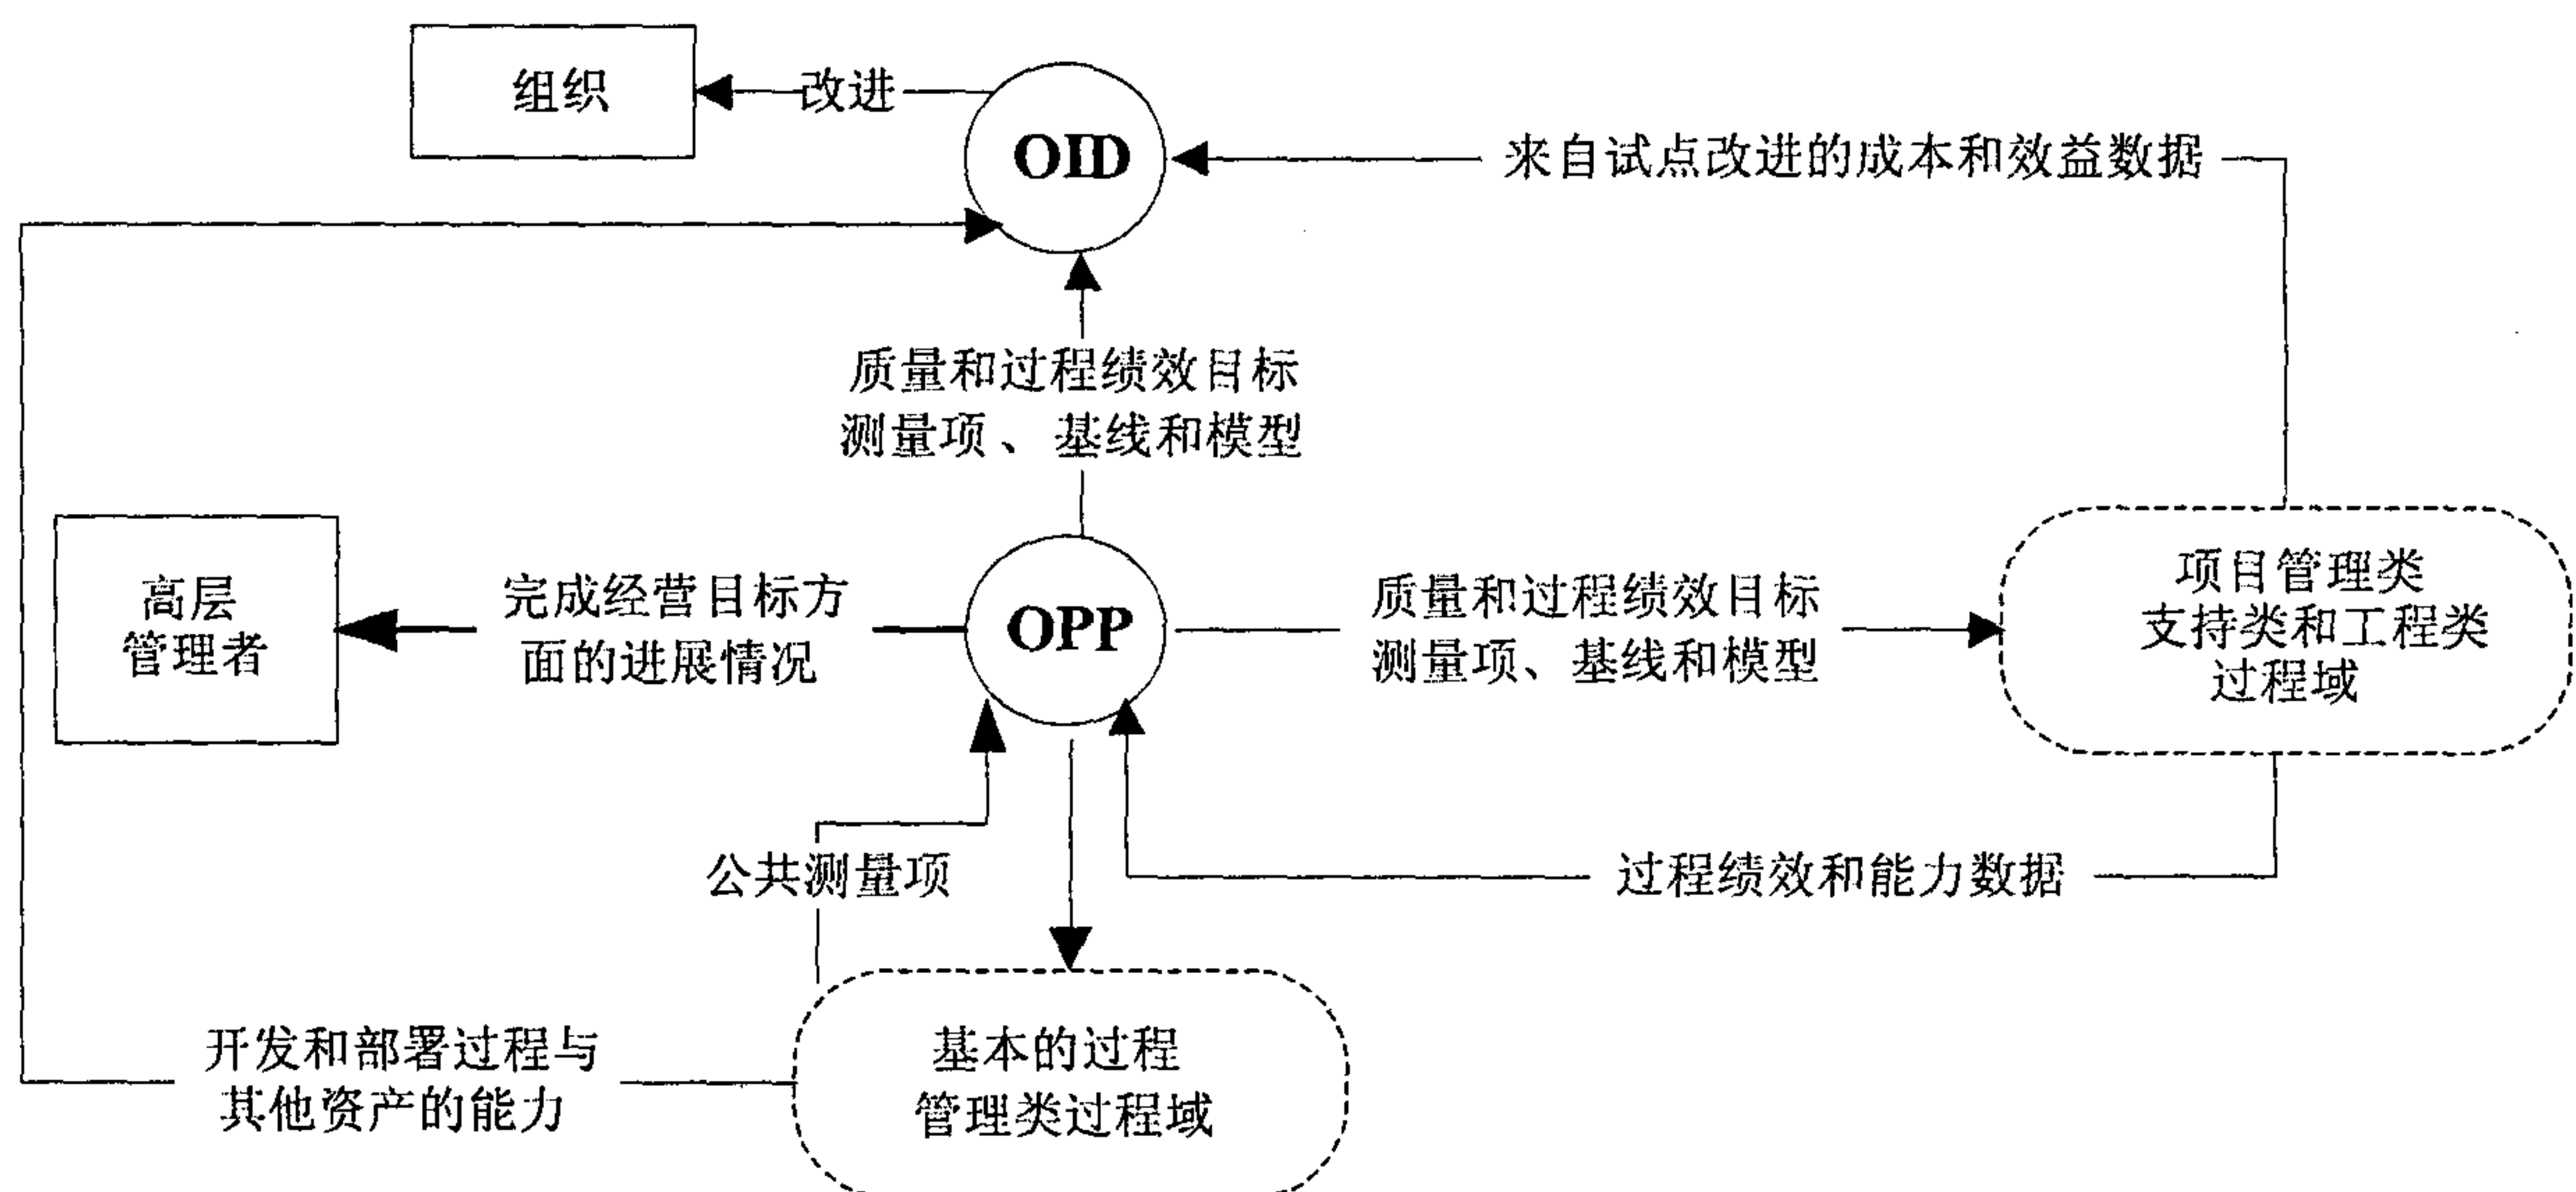 组织
改进
OID
来自试点改进的成本和效益数据
质量和过程绩效目标
测量项、基线和模型
高层
管理者
完成经营目标方
面的进展情况
OPP
质量和过程绩效目标
测量项、基线和模型
项目管理类
支持类和工程类
过程域
公共测量项
过程绩效和能力数据
开发和部署过程与
其他资产的能力
基本的过程
管理类过程域